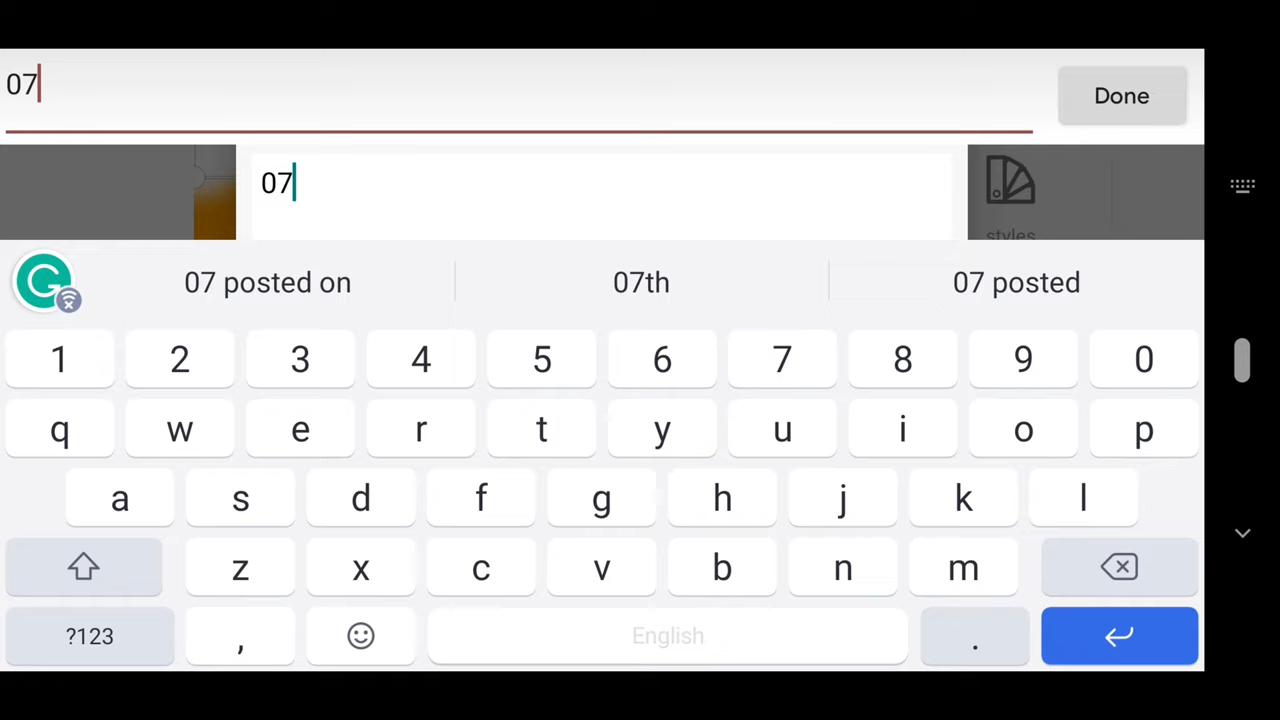 07
Done
07
styles
07 posted on 07th 07 posted
1 2 3 4 5 6 7 8 9 0
q w e r t y u i o p
a s d f g h j k l
z x c v b n m
?123 , English .